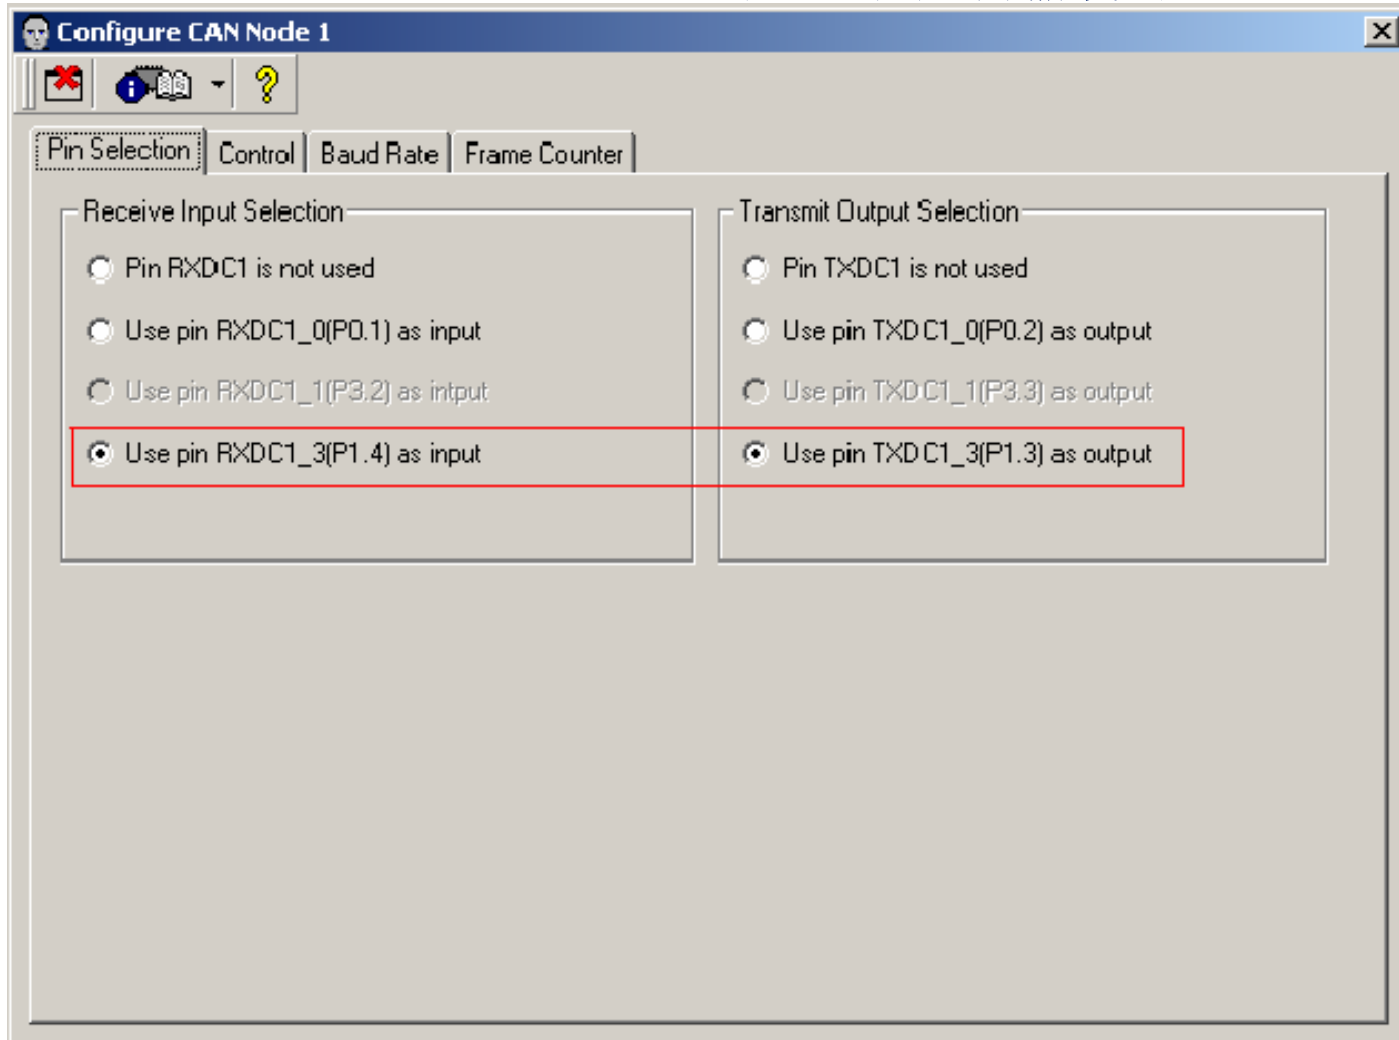 Configure CAN Node 1
Pin Selection
Control
Baud Rate
Frame Counter
Receive Input Selection
Pin RXDC1 is not used
Use pin RXDC1_0(P0.1) as input
Use pin RXDC1_1(P3.2) as intput
Use pin RXDC1_3(P1.4) as input
Transmit Output Selection
Pin TXDC1 is not used
Use pin TXDC1_0(P0.2) as output
Use pin TXDC1_1(P3.3) as output
Use pin TXDC1_3(P1.3) as output